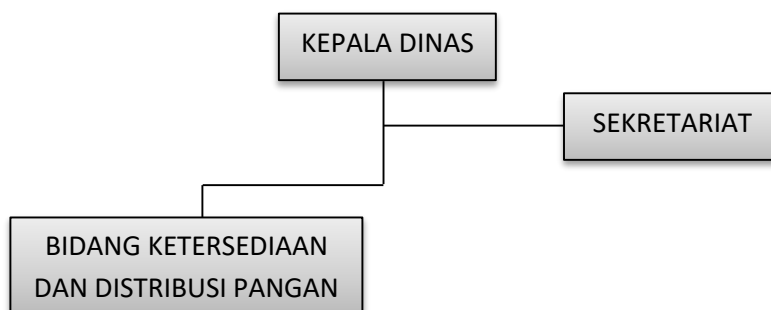 KEPALA DINAS
SEKRETARIAT
BIDANG KETERSEDIAAN
DAN DISTRIBUSI PANGAN